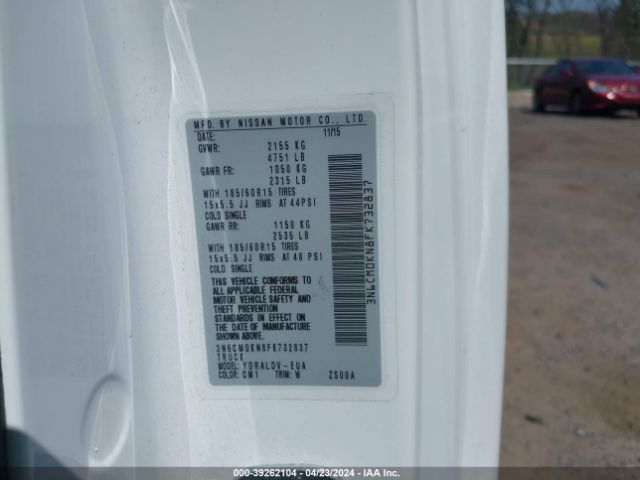 MFD. BY NISSAN MOTOR CO., LTD.
DATE: 11/15
GVWR: 2155 KG
4751 LB
GAWR FR: 1050 KG
2315 LB
WITH 185/60R15 TIRES
15x5.5 JJ RIMS AT 44PSI
COLD SINGLE
GAWR RR: 1150 KG
2535 LB
WITH 185/60R15 TIRES
15x5.5 JJ RIMS AT 48 PSI
COLD SINGLE
THIS VEHICLE CONFORMS TO
ALL APPLICABLE FEDERAL
MOTOR VEHICLE SAFETY AND
THEFT PREVENTION
STANDARDS IN EFFECT ON
THE DATE OF MANUFACTURE
SHOWN ABOVE.
3N6CM0KN8FK732837
TRUCK
MODEL: YDRALDV-EUA
COLOR: QM1 TRIM: W ZS00A
3N6CM0KN8FK732837
000-39262104 - 04/23/2024 - IAA Inc.